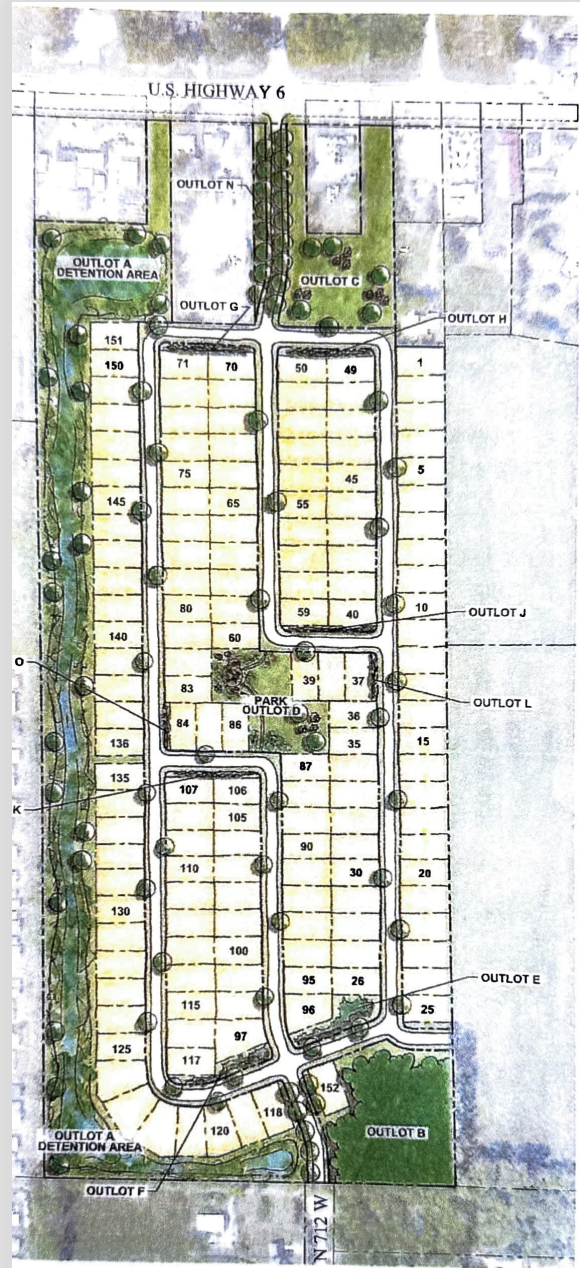 U.S. HIGHWAY 6
OUTLOT N
OUTLOT A
DETENTION AREA
OUTLOT C
OUTLOT G
OUTLOT H
151
150
71
70
50
49
1
75
45
5
145
65
55
80
59
40
10
OUTLOT J
140
60
O
83
39
37
PARK
OUTLOT D
OUTLOT L
84
86
36
136
35
15
135
87
K
107
106
105
90
110
30
20
130
100
95
26
OUTLOT E
115
96
25
125
97
117
152
118
120
OUTLOT B
OUTLOT A
DETENTION AREA
OUTLOT F
N 712 W